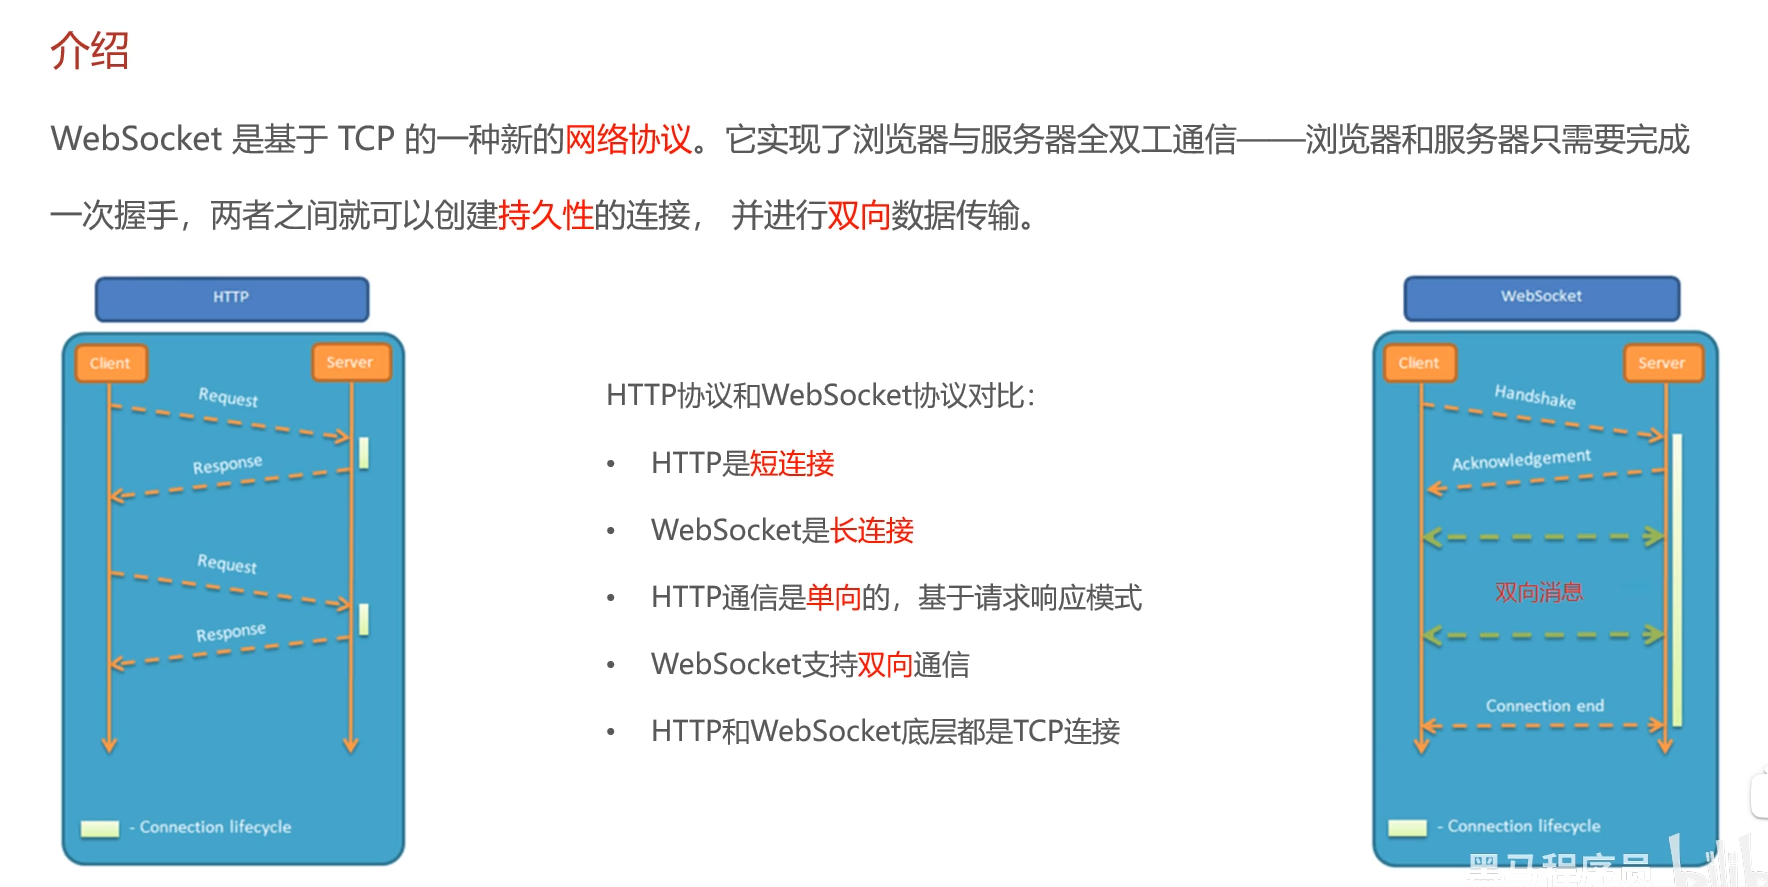 介绍
WebSocket 是基于 TCP 的一种新的网络协议。它实现了浏览器与服务器全双工通信——浏览器和服务器只需要完成
一次握手，两者之间就可以创建持久性的连接， 并进行双向数据传输。
HTTP
Client
Server
Request
Response
Request
Response
- Connection lifecycle
HTTP协议和WebSocket协议对比：
• HTTP是短连接
• WebSocket是长连接
• HTTP通信是单向的，基于请求响应模式
• WebSocket支持双向通信
• HTTP和WebSocket底层都是TCP连接
WebSocket
Client
Server
Handshake
Acknowledgement
双向消息
Connection end
- Connection lifecycle
黑马程序员